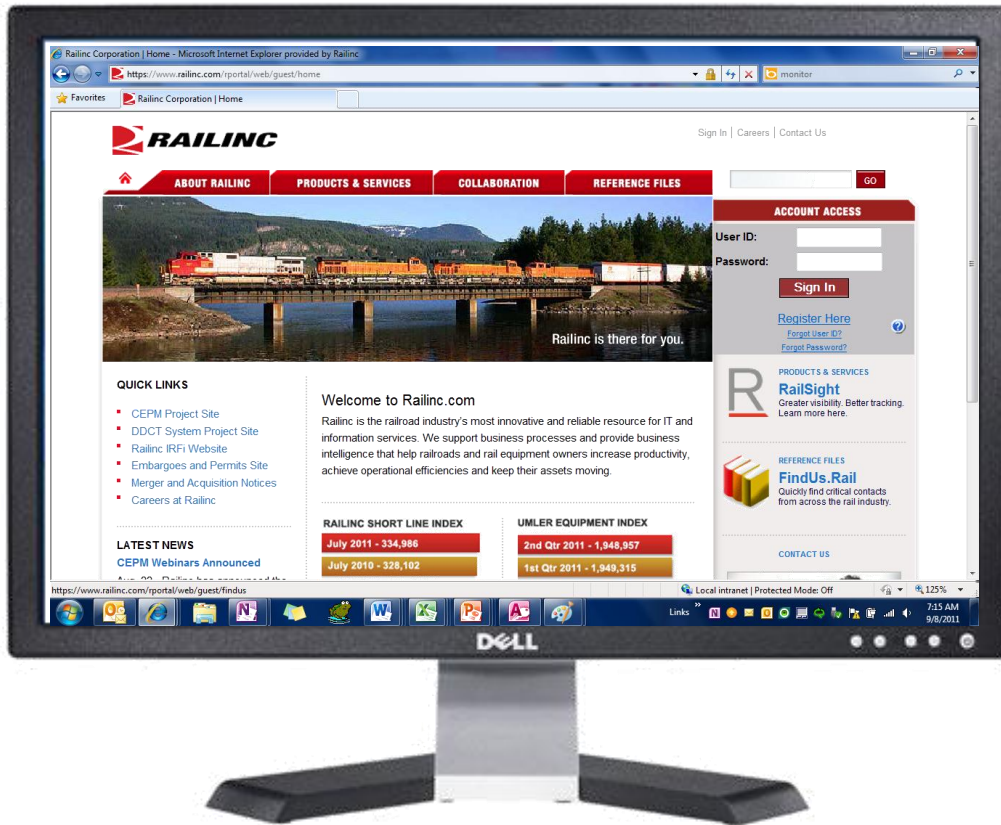 Railinc Corporation | Home - Microsoft Internet Explorer provided by Railinc
https://www.railinc.com/rportal/web/guest/home
monitor
Favorites
Railinc Corporation | Home
RAILINC
Sign In | Careers | Contact Us
ABOUT RAILINC
PRODUCTS & SERVICES
COLLABORATION
REFERENCE FILES
GO
Railinc is there for you.
ACCOUNT ACCESS
User ID:
Password:
Sign In
Register Here
Forgot User ID?
Forgot Password?
QUICK LINKS
CEPM Project Site
DDCT System Project Site
Railinc IRFi Website
Embargoes and Permits Site
Merger and Acquisition Notices
Careers at Railinc
LATEST NEWS
CEPM Webinars Announced
Aug. 22 - Railinc has announced the
Welcome to Railinc.com
Railinc is the railroad industry's most innovative and reliable resource for IT and
information services. We support business processes and provide business
intelligence that help railroads and rail equipment owners increase productivity,
achieve operational efficiencies and keep their assets moving.
RAILINC SHORT LINE INDEX
July 2011 - 334,986
July 2010 - 328,102
UMLER EQUIPMENT INDEX
2nd Qtr 2011 - 1,948,957
1st Qtr 2011 - 1,949,315
R
PRODUCTS & SERVICES
RailSight
Greater visibility. Better tracking.
Learn more here.
REFERENCE FILES
FindUs.Rail
Quickly find critical contacts
from across the rail industry.
CONTACT US
https://www.railinc.com/rportal/web/guest/findus
Local intranet | Protected Mode: Off
125%
Links
7:15 AM
9/8/2011
DELL